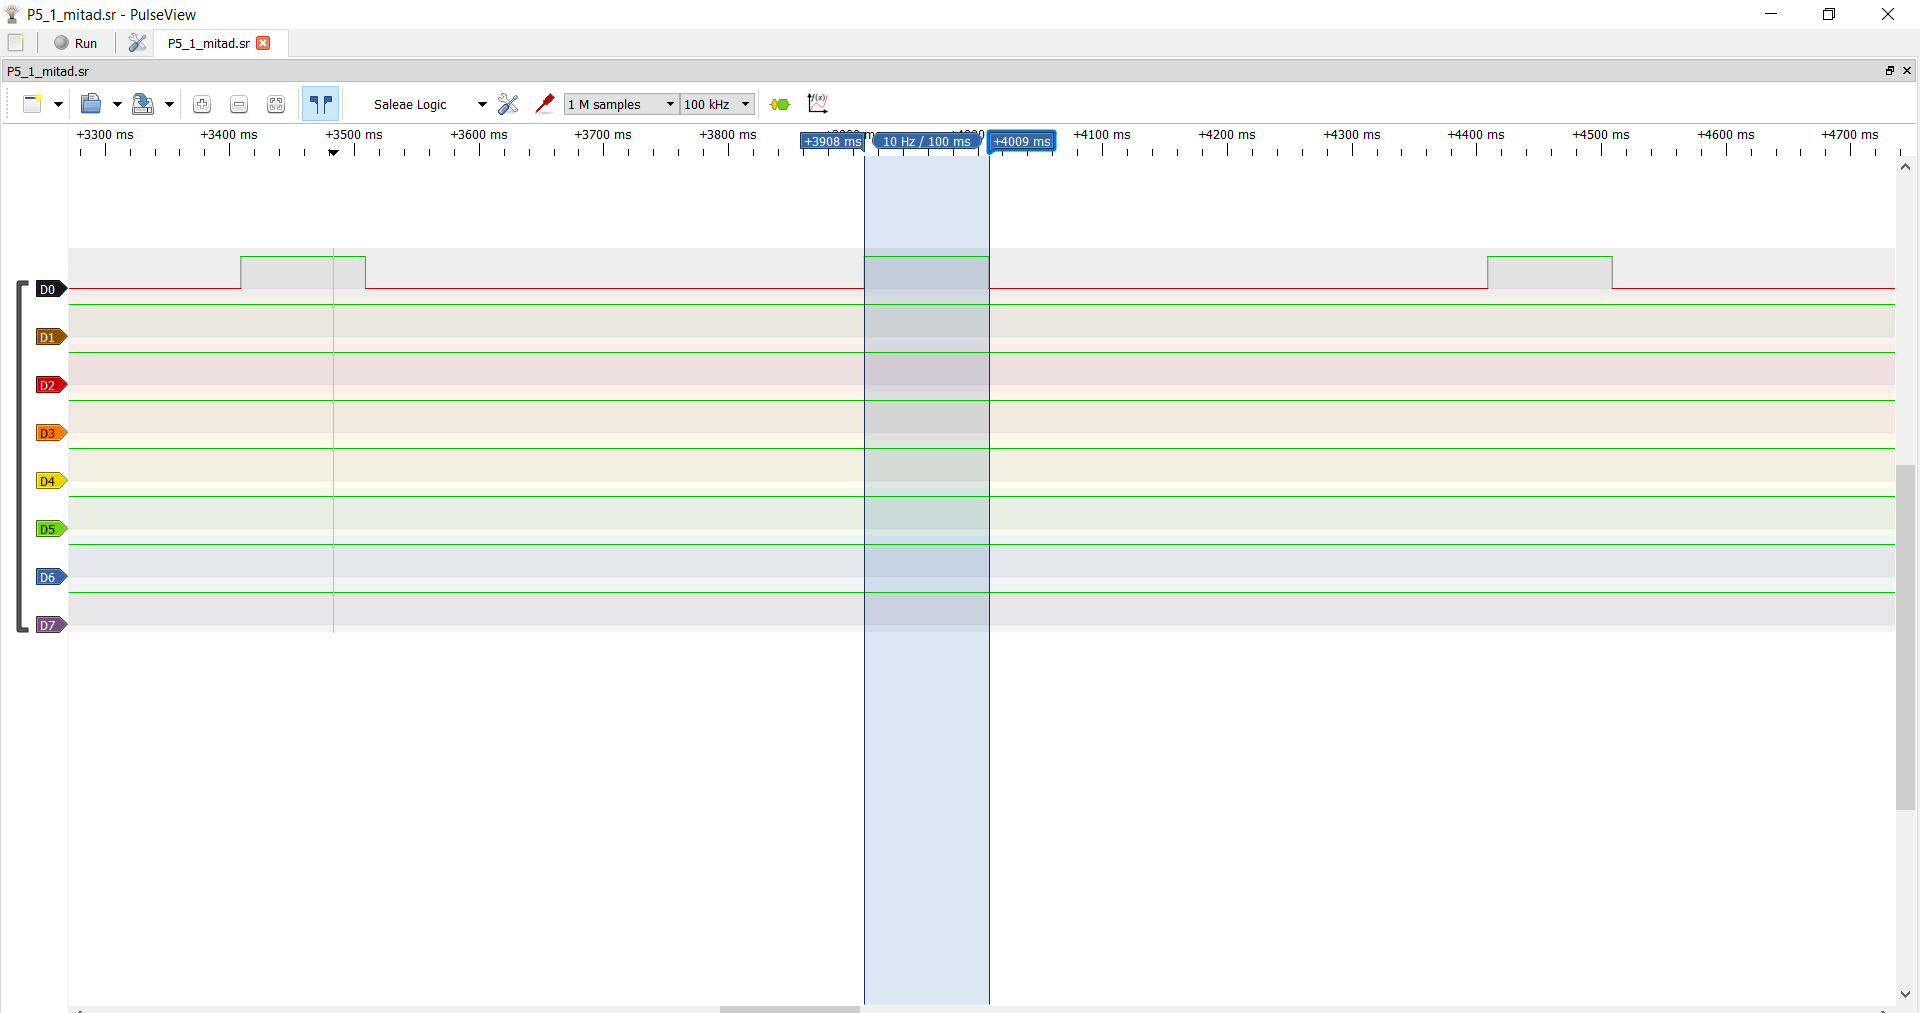 P5_1_mitad.sr - PulseView
Run
P5_1_mitad.sr
P5_1_mitad.sr
Saleae Logic
1 M samples
100 kHz
f(x)
+3300 ms +3400 ms +3500 ms +3600 ms +3700 ms +3800 ms +4100 ms +4200 ms +4300 ms +4400 ms +4500 ms +4600 ms +4700 ms
+3908 ms 10 Hz / 100 ms +4009 ms
D0
D1
D2
D3
D4
D5
D6
D7